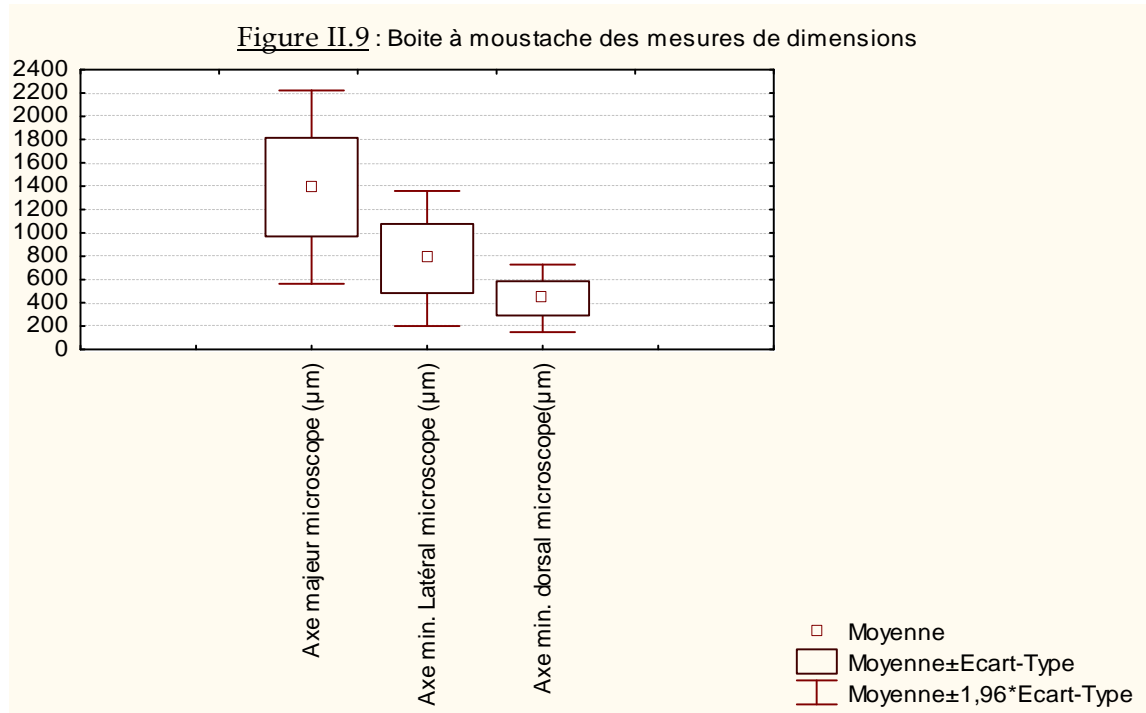 Figure II.9 : Boite à moustache des mesures de dimensions
2400
2200
2000
1800
1600
1400
1200
1000
800
600
400
200
0
Axe majeur microscope (µm)
Axe min. Latéral microscope (µm)
Axe min. dorsal microscope(µm)
Moyenne
Moyenne±Ecart-Type
Moyenne±1,96*Ecart-Type